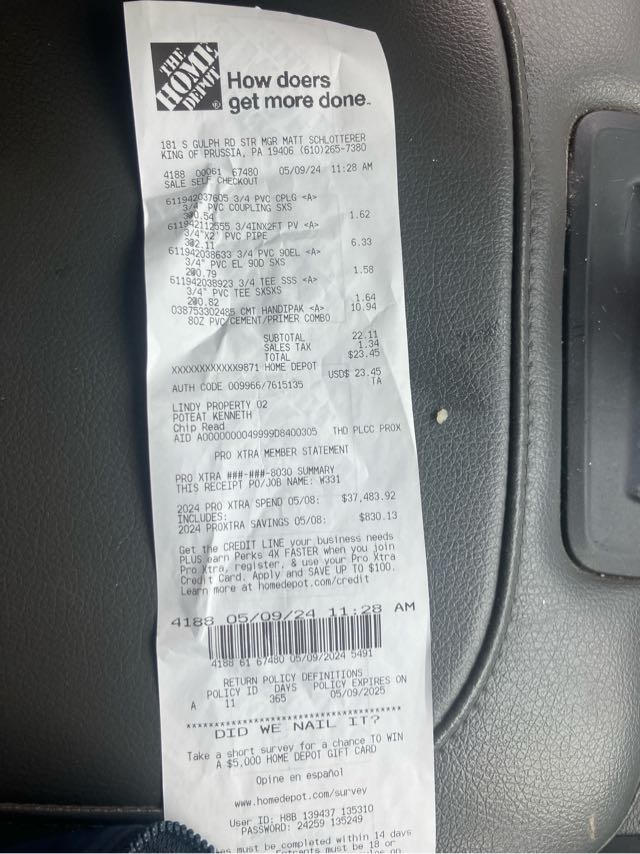 THE
HOME
DEPOT
How doers
get more done.
181 S GULPH RD STR MGR MATT SCHLOTTERER
KING OF PRUSSIA, PA 19406 (610)265-7380
4188 00061 67480 05/09/24 11:28 AM
SALE SELF CHECKOUT
611942037605 3/4 PVC CPLG <A>
3/4" PVC COUPLING SXS
3@0.54 1.62
611942112555 3/4INX2FT PV <A>
3/4"X2' PVC PIPE
3@2.11 6.33
611942038633 3/4 PVC 90EL <A>
3/4" PVC EL 90D SXS
2@0.79 1.58
611942038923 3/4 TEE SSS <A>
3/4" PVC TEE SXSXS
2@0.82 1.64
038753302485 CMT HANDIPAK <A> 10.94
8OZ PVC CEMENT/PRIMER COMBO
SUBTOTAL 22.11
SALES TAX 1.34
TOTAL $23.45
XXXXXXXXXXXX9871 HOME DEPOT
USD$ 23.45
AUTH CODE 009966/7615135 TA
LINDY PROPERTY 02
POTEAT KENNETH
Chip Read
AID A0000000049999D8400305 THD PLCC PROX
PRO XTRA MEMBER STATEMENT
PRO XTRA ###-###-8030 SUMMARY
THIS RECEIPT PO/JOB NAME: W331
2024 PRO XTRA SPEND 05/08: $37,483.92
INCLUDES:
2024 PROXTRA SAVINGS 05/08: $830.13
Get the CREDIT LINE your business needs
PLUS earn Perks 4X FASTER when you join
Pro Xtra, register, & use your Pro Xtra
Credit Card. Apply and SAVE UP TO $100.
Learn more at homedepot.com/credit
4188 05/09/24 11:28 AM
4188 61 67480 05/09/2024 5491
RETURN POLICY DEFINITIONS
POLICY ID DAYS POLICY EXPIRES ON
A 11 365 05/09/2025
DID WE NAIL IT?
Take a short survey for a chance TO WIN
A $5,000 HOME DEPOT GIFT CARD
Opine en español
www.homedepot.com/survey
User ID: H8B 139437 135310
PASSWORD: 24259 135249
must be completed within 14 days
Entrants must be 18 or